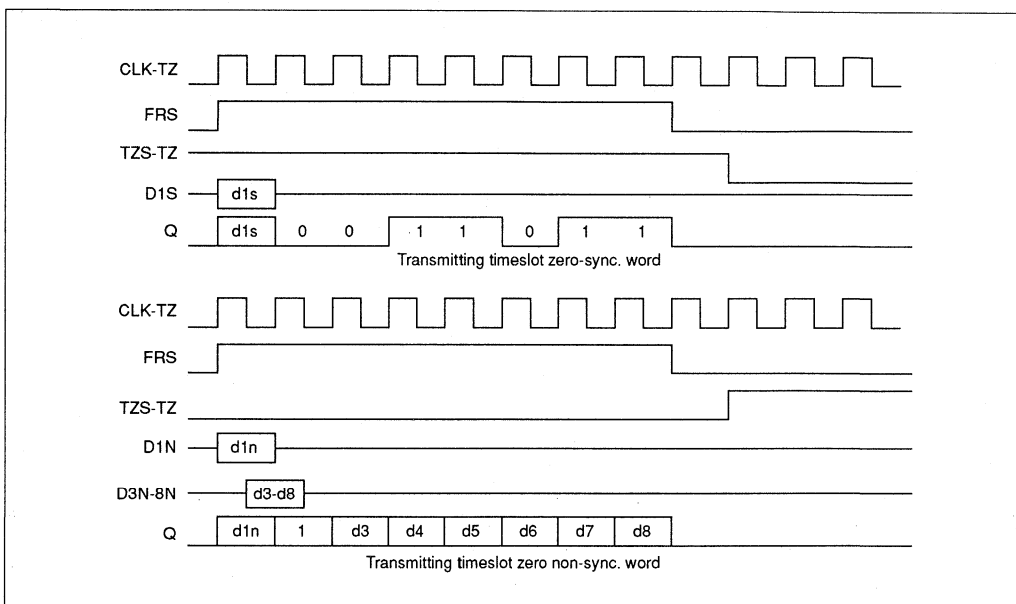 CLK-TZ
FRS
TZS-TZ
D1S d1s
Q d1s 0 0 1 1 0 1 1
Transmitting timeslot zero-sync. word
CLK-TZ
FRS
TZS-TZ
D1N d1n
D3N-8N d3-d8
Q d1n 1 d3 d4 d5 d6 d7 d8
Transmitting timeslot zero non-sync. word